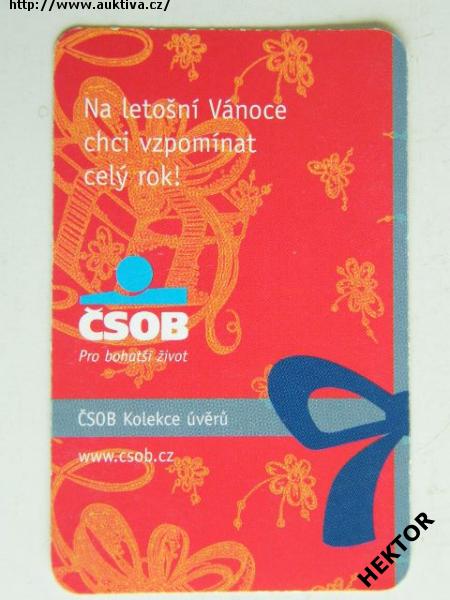 http://www.auktiva.cz/
Na letošní Vánoce
chci vzpomínat
celý rok!
ČSOB
Pro bohatší život
ČSOB Kolekce úvěrů
www.csob.cz
HEKTOR